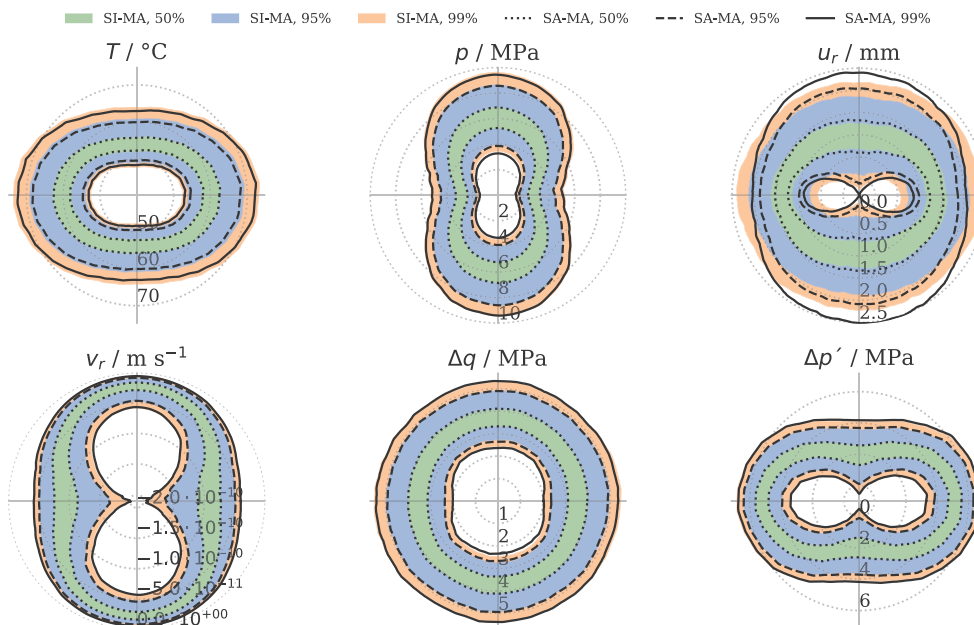 SI-MA, 50% SI-MA, 95% SI-MA, 99% SA-MA, 50% SA-MA, 95% SA-MA, 99%
T / °C p / MPa u_r / mm
50
60
70
2
4
6
8
10
0.0
0.5
1.0
1.5
2.0
2.5
v_r / m s⁻¹ Δq / MPa Δp′ / MPa
−2.0 · 10⁻¹⁰
−1.5 · 10⁻¹⁰
−1.0 · 10⁻¹⁰
−5.0 · 10⁻¹¹
0.0 · 10⁺⁰⁰
1
2
3
4
5
0
2
4
6